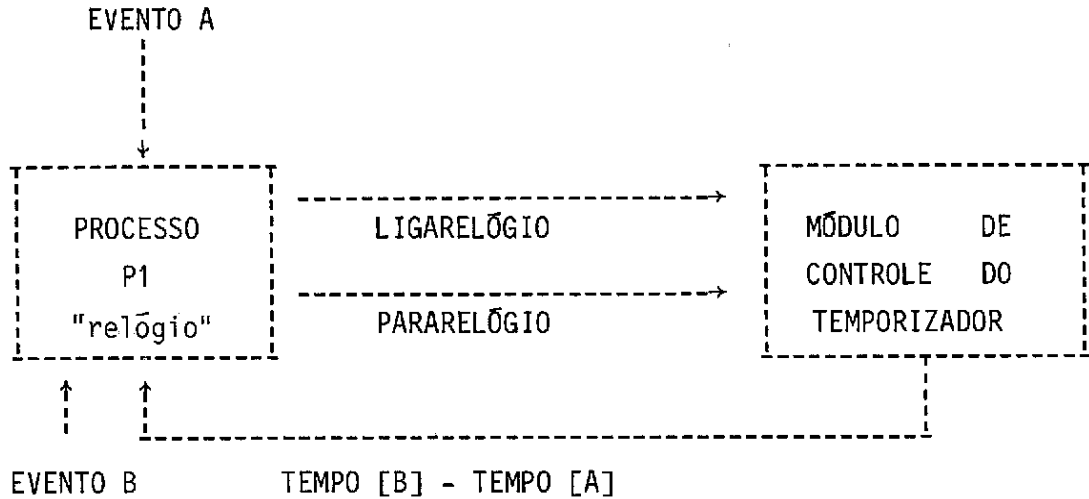 EVENTO A
PROCESSO
P1
"relógio"
LIGARELÓGIO
PARARELÓGIO
MÓDULO DE
CONTROLE DO
TEMPORIZADOR
EVENTO B
TEMPO [B] - TEMPO [A]